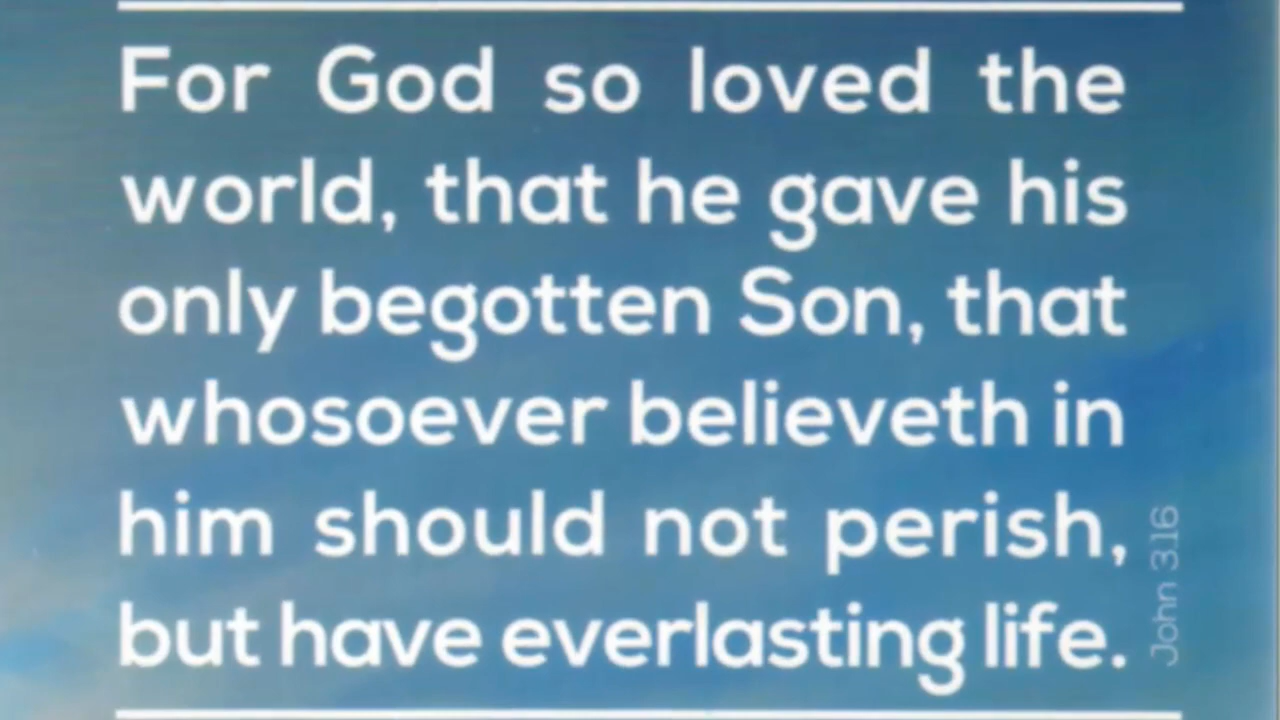 For God so loved the
world, that he gave his
only begotten Son, that
whosoever believeth in
him should not perish,
but have everlasting life.
John 3.16